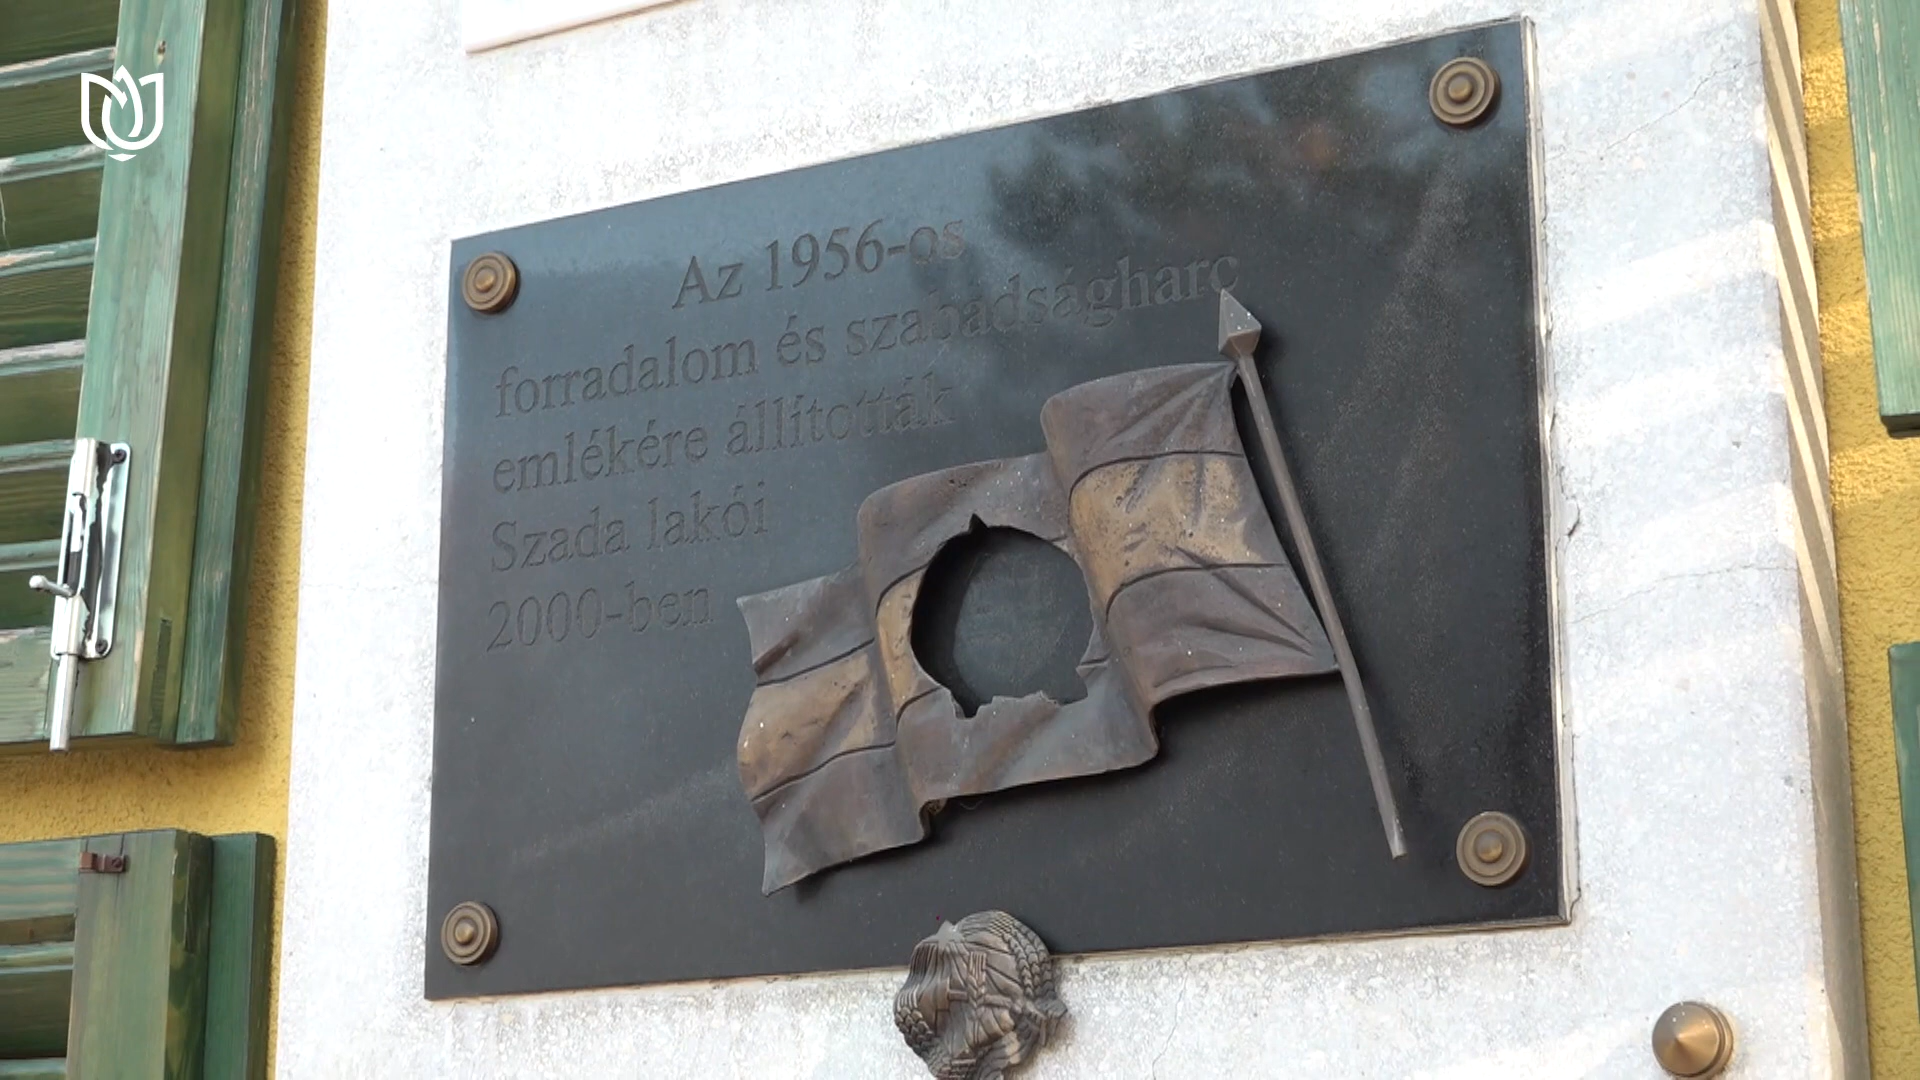 Az 1956-os
forradalom és szabadságharc
emlékére állították
Szada lakói
2000-ben